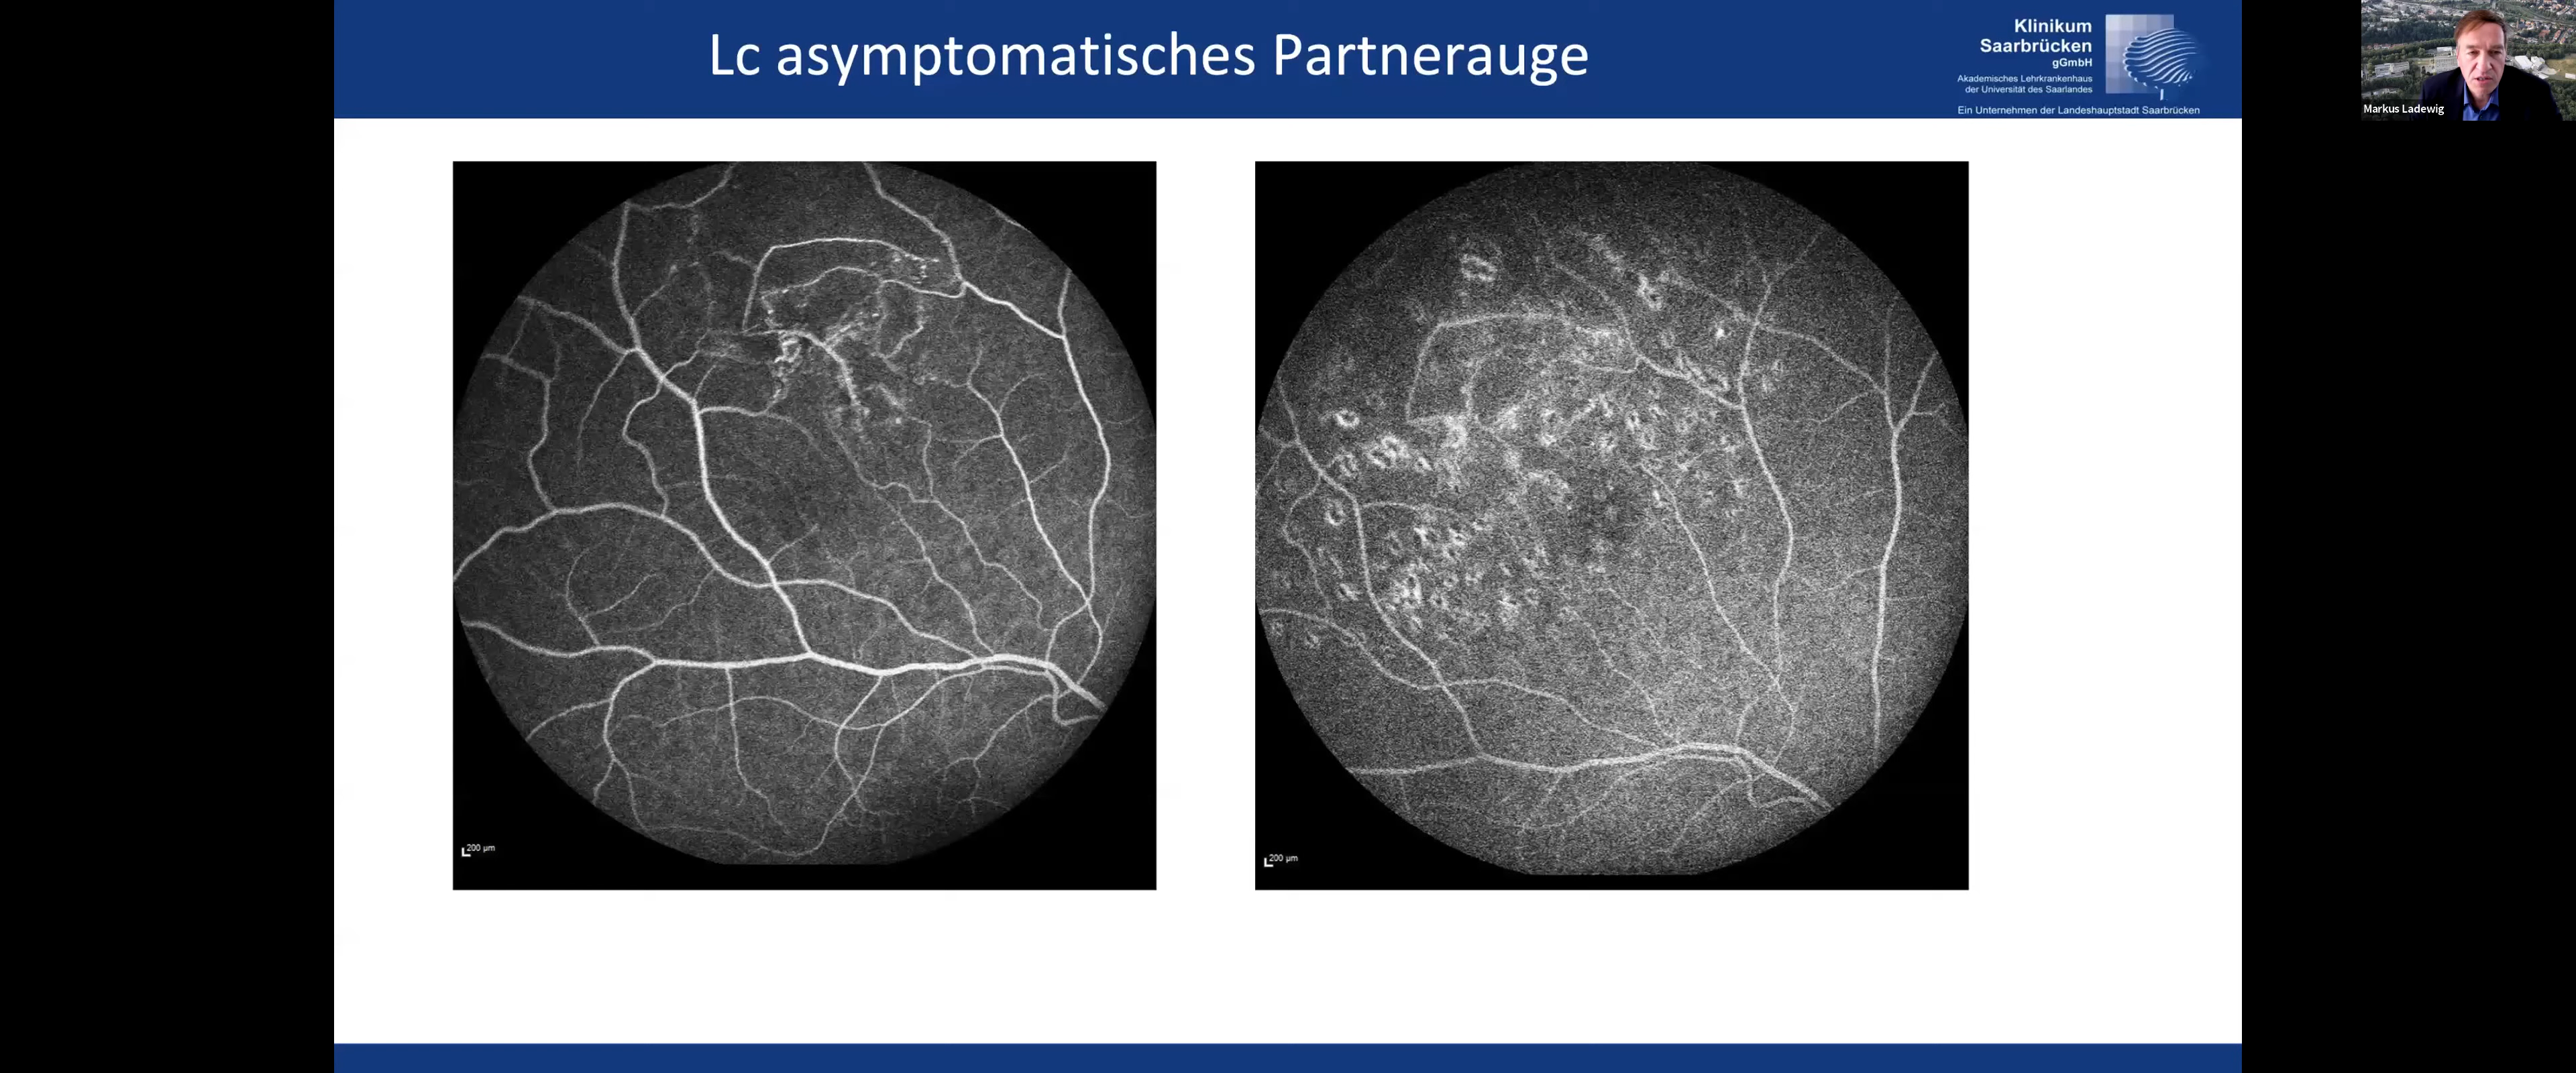 Lc asymptomatisches Partnerauge
Klinikum
Saarbrücken
gGmbH
Akademisches Lehrkrankenhaus
der Universität des Saarlandes
Ein Unternehmen der Landeshauptstadt Saarbrücken
Markus Ladewig
200 µm
200 µm